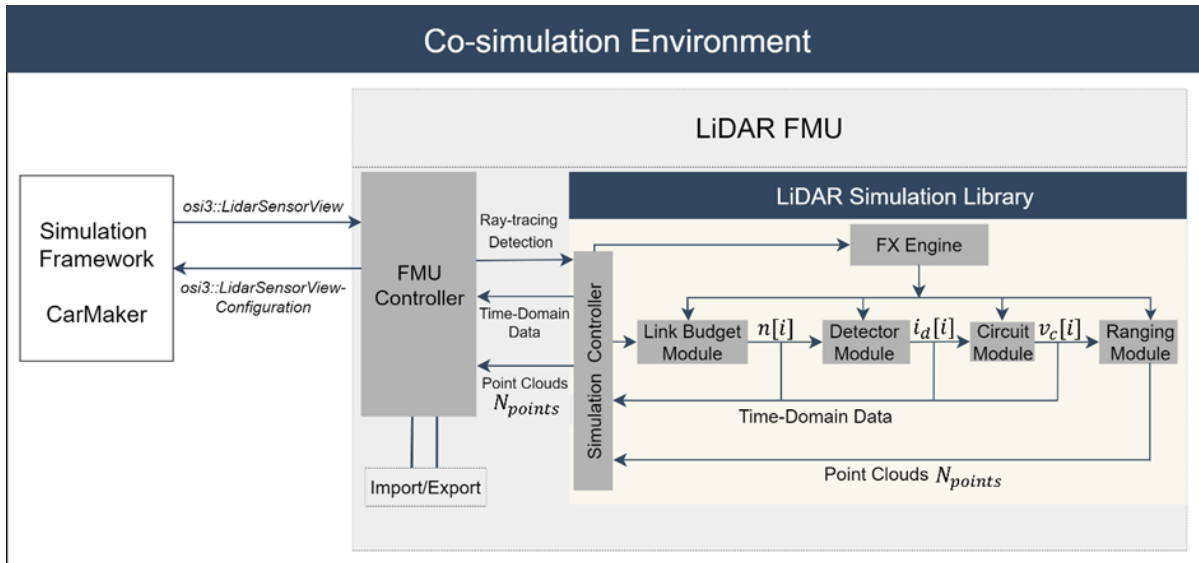 Co-simulation Environment
LiDAR FMU
Simulation
Framework
CarMaker
osi3::LidarSensorView
osi3::LidarSensorView-
Configuration
FMU
Controller
Import/Export
Ray-tracing
Detection
Time-Domain
Data
Point Clouds
N_points
LiDAR Simulation Library
Simulation Controller
FX Engine
Link Budget
Module
n[i]
Detector
Module
i_d[i]
Circuit
Module
v_c[i]
Ranging
Module
Time-Domain Data
Point Clouds N_points